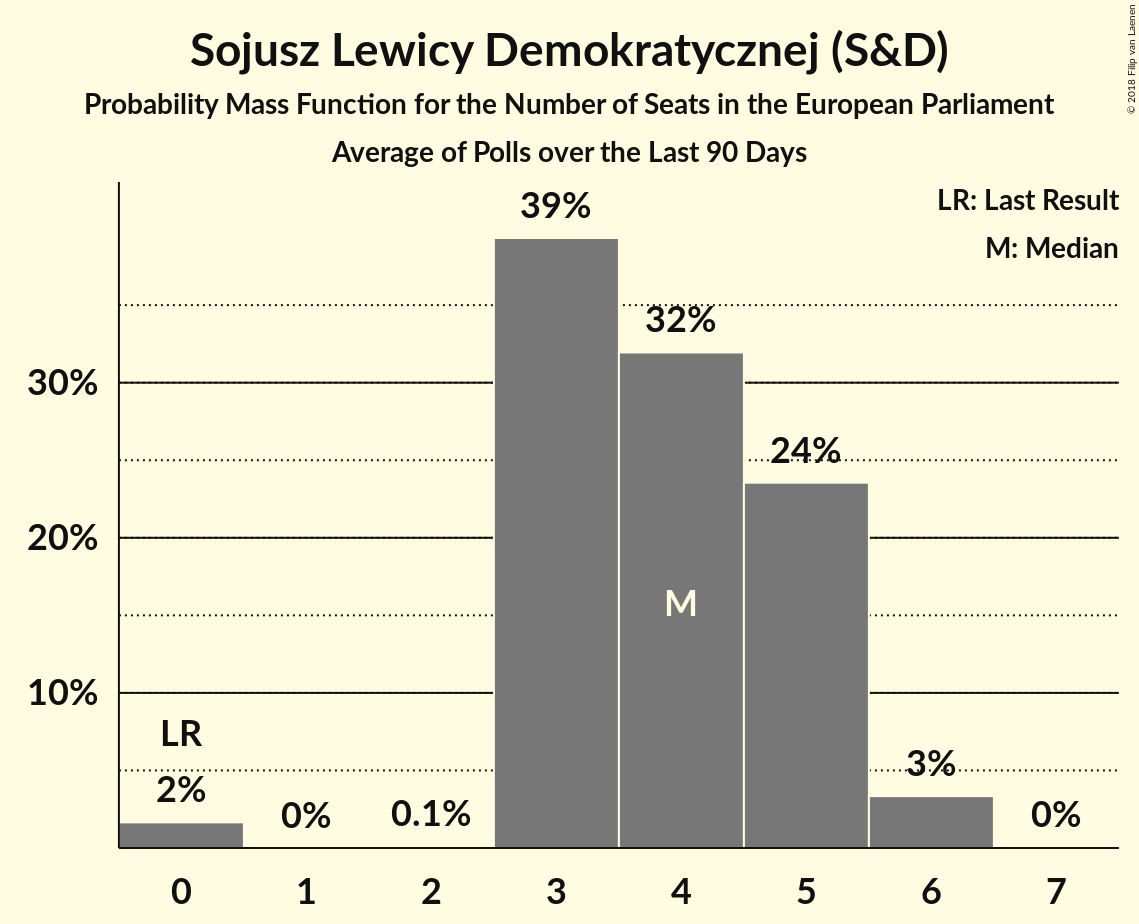 Sojusz Lewicy Demokratycznej (S&D)
Probability Mass Function for the Number of Seats in the European Parliament
Average of Polls over the Last 90 Days
© 2018 Filip van Laenen
LR: Last Result
M: Median
39%
32%
30%
24%
20%
M
10%
LR
2%
0%
0.1%
3%
0%
0 1 2 3 4 5 6 7